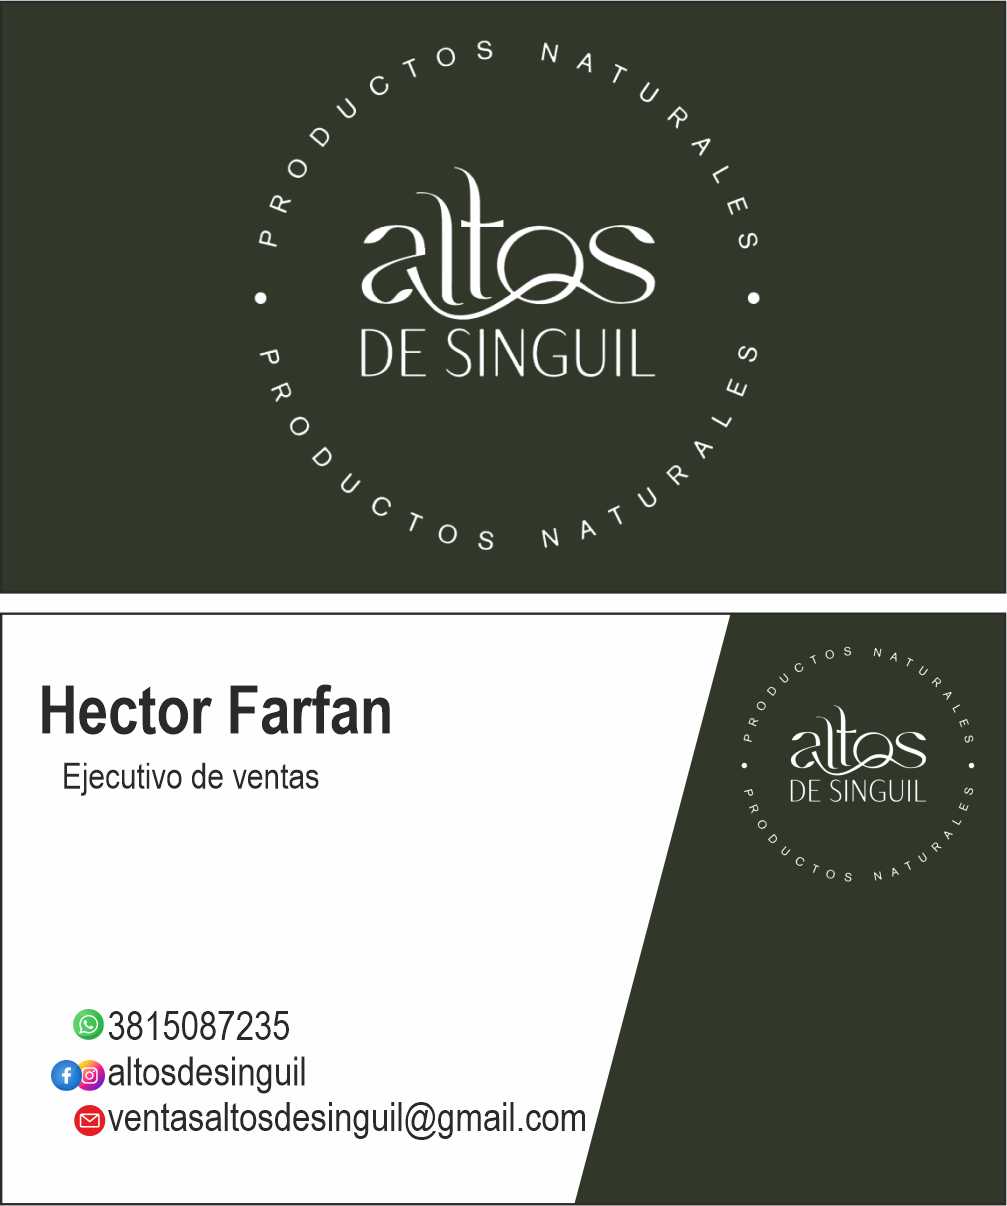 PRODUCTOS NATURALES
altos
DE SINGUIL
PRODUCTOS NATURALES
Hector Farfan
Ejecutivo de ventas
PRODUCTOS NATURALES
altos
DE SINGUIL
PRODUCTOS NATURALES
3815087235
altosdesinguil
ventasaltosdesinguil@gmail.com